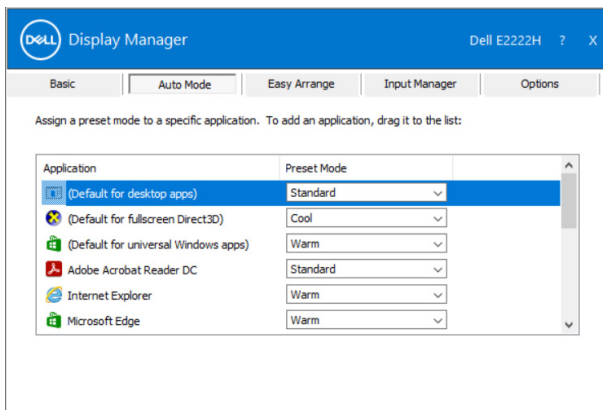 DELL Display Manager Dell E2222H ? X
Basic Auto Mode Easy Arrange Input Manager Options
Assign a preset mode to a specific application. To add an application, drag it to the list:
Application Preset Mode
(Default for desktop apps) Standard
(Default for fullscreen Direct3D) Cool
(Default for universal Windows apps) Warm
Adobe Acrobat Reader DC Standard
Internet Explorer Warm
Microsoft Edge Warm